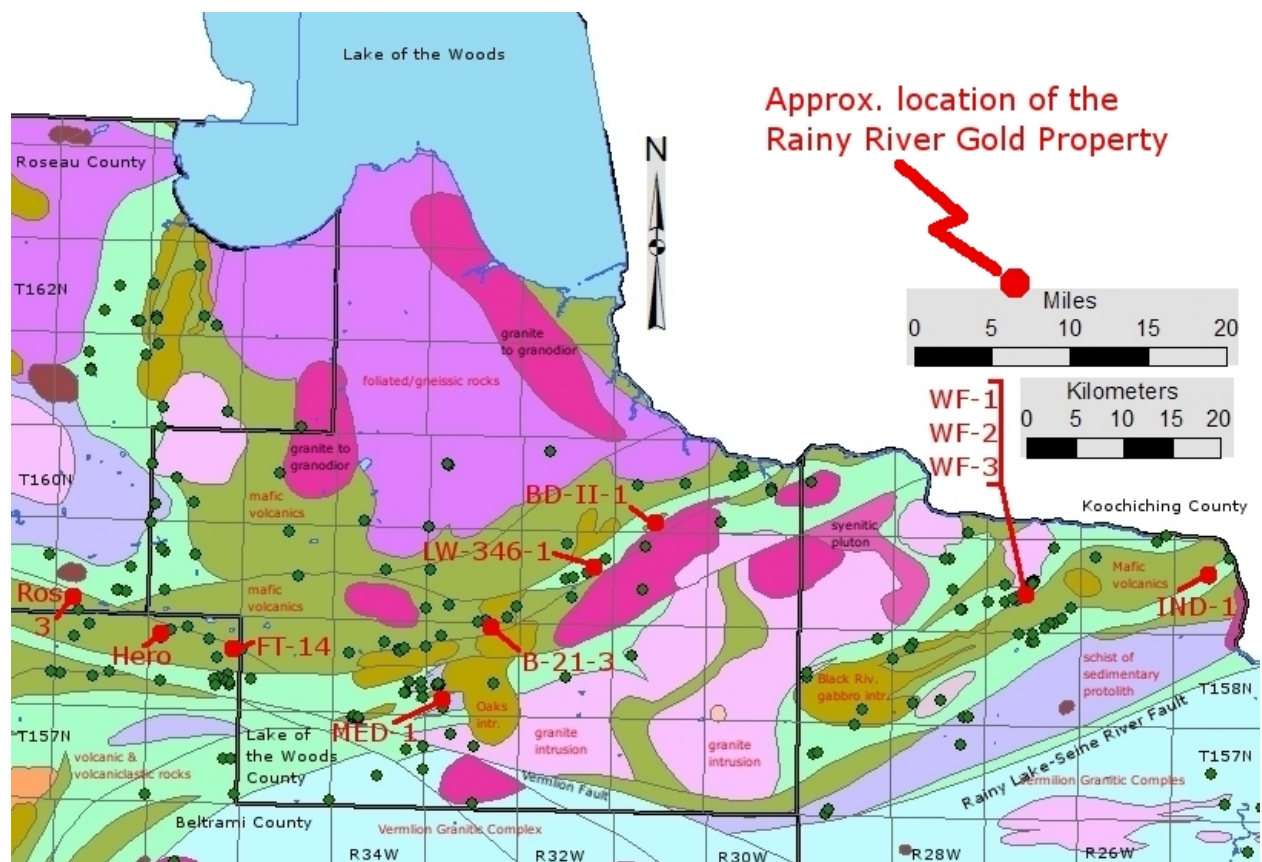 Lake of the Woods
Approx. location of the
Rainy River Gold Property
N
Roseau County
T162N
Miles
0 5 10 15 20
Kilometers
0 5 10 15 20
WF-1
WF-2
WF-3
granite
to granodior
foliated/gneissic rocks
granite to
granodior
T160N
mafic
volcanics
BD-II-1
Koochiching County
syenitic
pluton
LW-346-1
Mafic
volcanics
Ros
3
mafic
volcanics
IND-1
Hero
FT-14
B-21-3
schist of
sedimentary
protolith
Black Riv.
gabbro intr.
T158N
Oaks
intr.
MED-1
T157N
Lake of
the Woods
County
granite
intrusion
granite
intrusion
Rainy Lake-Seine River Fault
T157N
volcanic &
volcaniclastic rocks
Vermlion Fault
Vermilion Granitic Comples
Beltrami County
Vermlion Granitic Complex
R34W R32W R30W R28W R26W